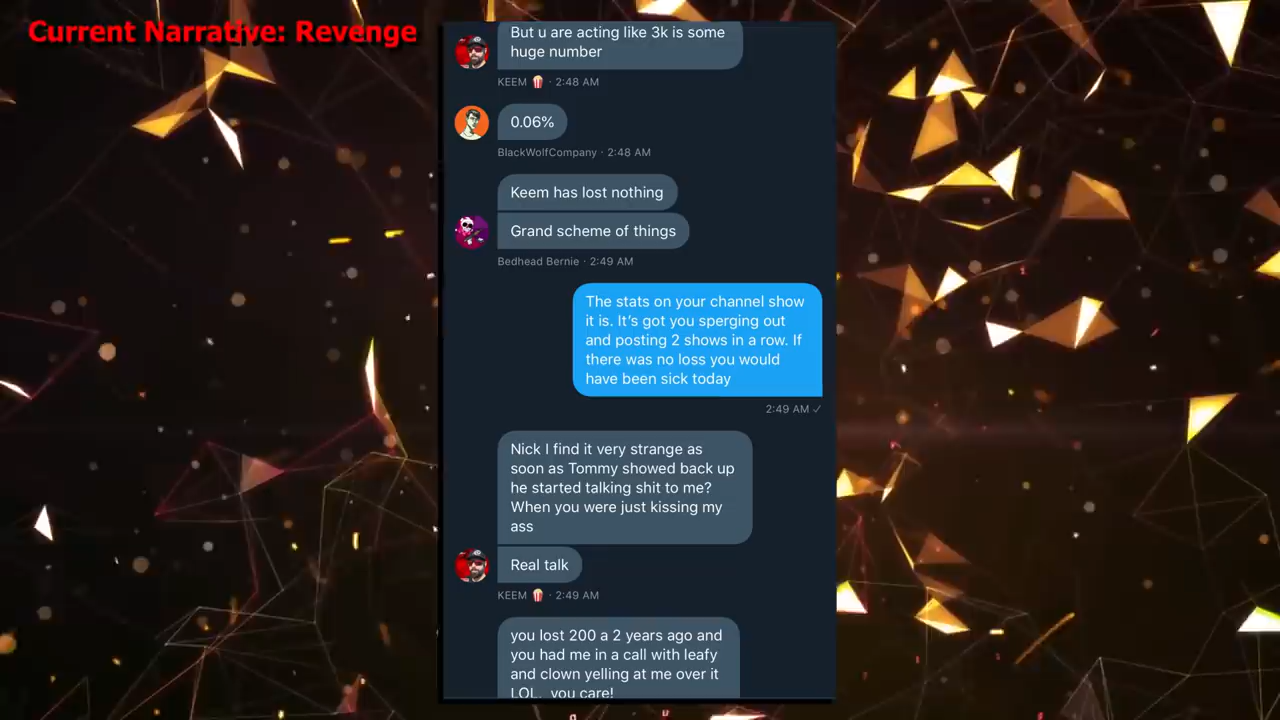 Current Narrative: Revenge
But u are acting like 3k is some
huge number
KEEM 🍿 · 2:48 AM
0.06%
BlackWolfCompany · 2:48 AM
Keem has lost nothing
Grand scheme of things
Bedhead Bernie · 2:49 AM
The stats on your channel show
it is. It's got you sperging out
and posting 2 shows in a row. If
there was no loss you would
have been sick today
2:49 AM ✓
Nick I find it very strange as
soon as Tommy showed back up
he started talking shit to me?
When you were just kissing my
ass
Real talk
KEEM 🍿 · 2:49 AM
you lost 200 a 2 years ago and
you had me in a call with leafy
and clown yelling at me over it
LOL. you care!